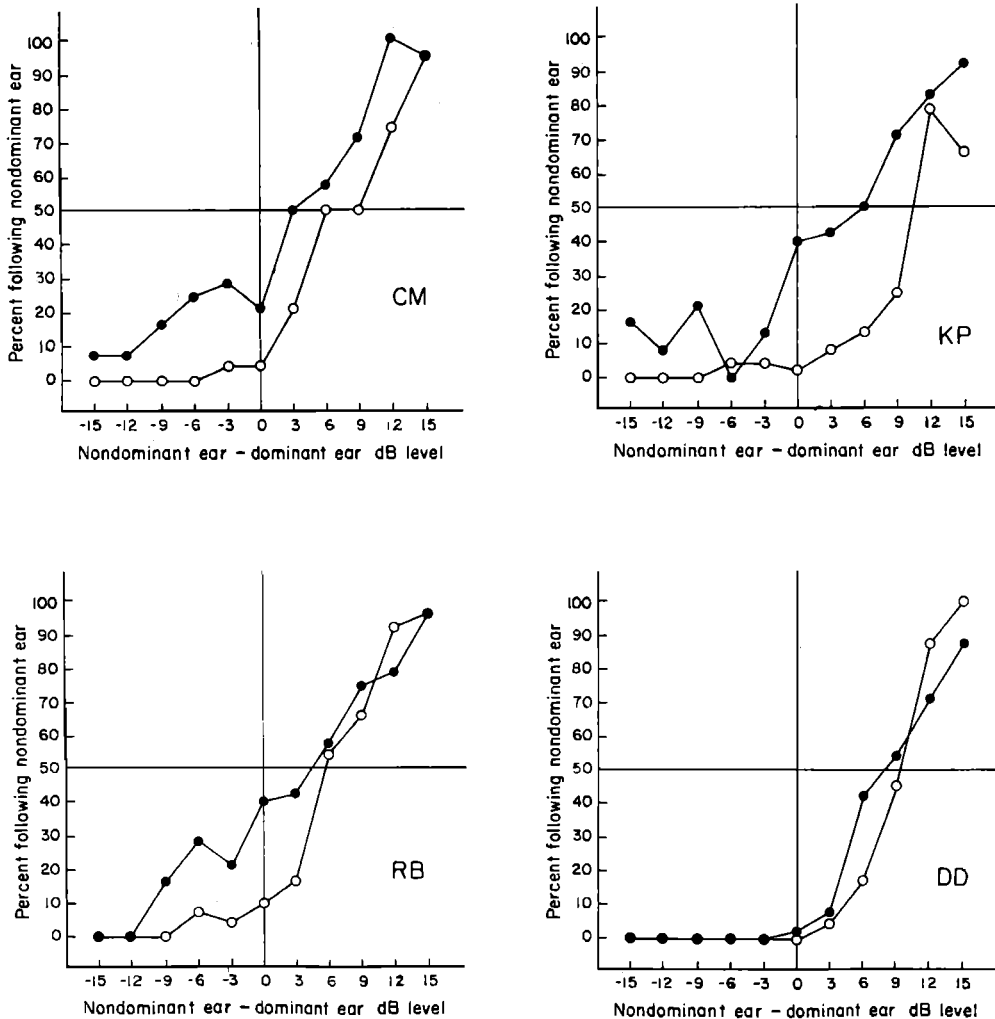 Percent following nondominant ear
100
90
80
70
60
50
40
30
20
10
0
CM
-15 -12 -9 -6 -3 0 3 6 9 12 15
Nondominant ear – dominant ear dB level
Percent following nondominant ear
100
90
80
70
60
50
40
30
20
10
0
KP
-15 -12 -9 -6 -3 0 3 6 9 12 15
Nondominant ear – dominant ear dB level
Percent following nondominant ear
100
90
80
70
60
50
40
30
20
10
0
RB
-15 -12 -9 -6 -3 0 3 6 9 12 15
Nondominant ear – dominant ear dB level
Percent following nondominant ear
100
90
80
70
60
50
40
30
20
10
0
DD
-15 -12 -9 -6 -3 0 3 6 9 12 15
Nondominant ear – dominant ear dB level